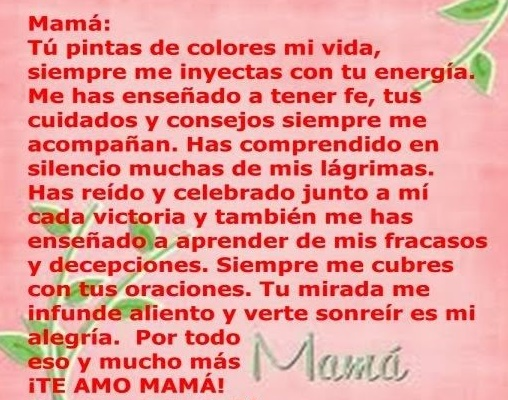 Mamá:
Tú pintas de colores mi vida,
siempre me inyectas con tu energía.
Me has enseñado a tener fe, tus
cuidados y consejos siempre me
acompañan. Has comprendido en
silencio muchas de mis lágrimas.
Has reído y celebrado junto a mí
cada victoria y también me has
enseñado a aprender de mis fracasos
y decepciones. Siempre me cubres
con tus oraciones. Tu mirada me
infunde aliento y verte sonreír es mi
alegría.  Por todo
eso y mucho más
¡TE AMO MAMÁ!
Mamá